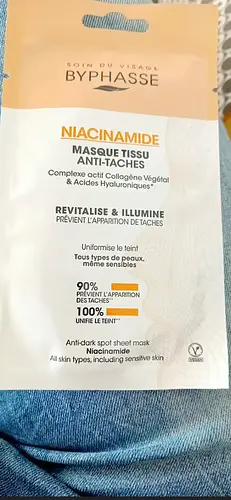 SOIN DU VISAGE
BYPHASSE
NIACINAMIDE
MASQUE TISSU
ANTI-TACHES
Complexe actif Collagène Végétal
& Acides Hyaluroniques*
REVITALISE & ILLUMINE
PRÉVIENT L'APPARITION DE TACHES
Uniformise le teint
Tous types de peaux,
même sensibles
90%
PRÉVIENT L'APPARITION
DES TACHES**
100%
UNIFIE LE TEINT**
Anti-dark spot sheet mask
Niacinamide
All skin types, including sensitive skin